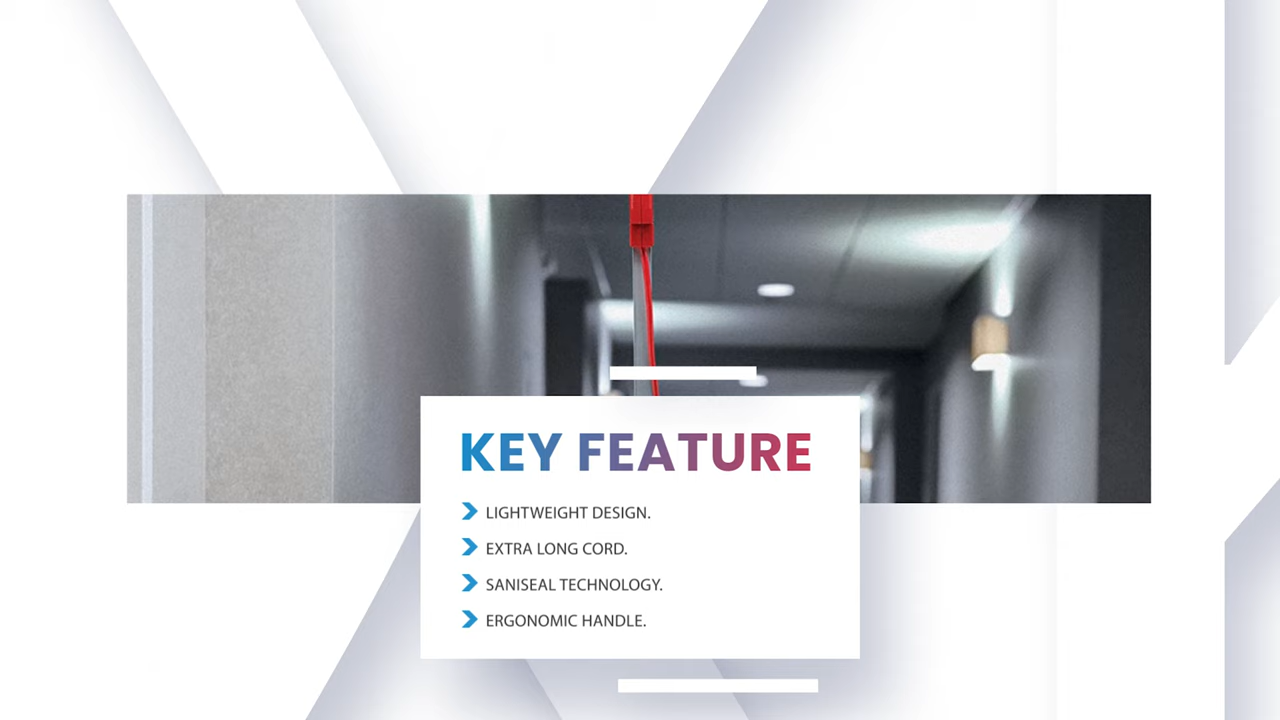 KEY FEATURE
LIGHTWEIGHT DESIGN.
EXTRA LONG CORD.
SANISEAL TECHNOLOGY.
ERGONOMIC HANDLE.